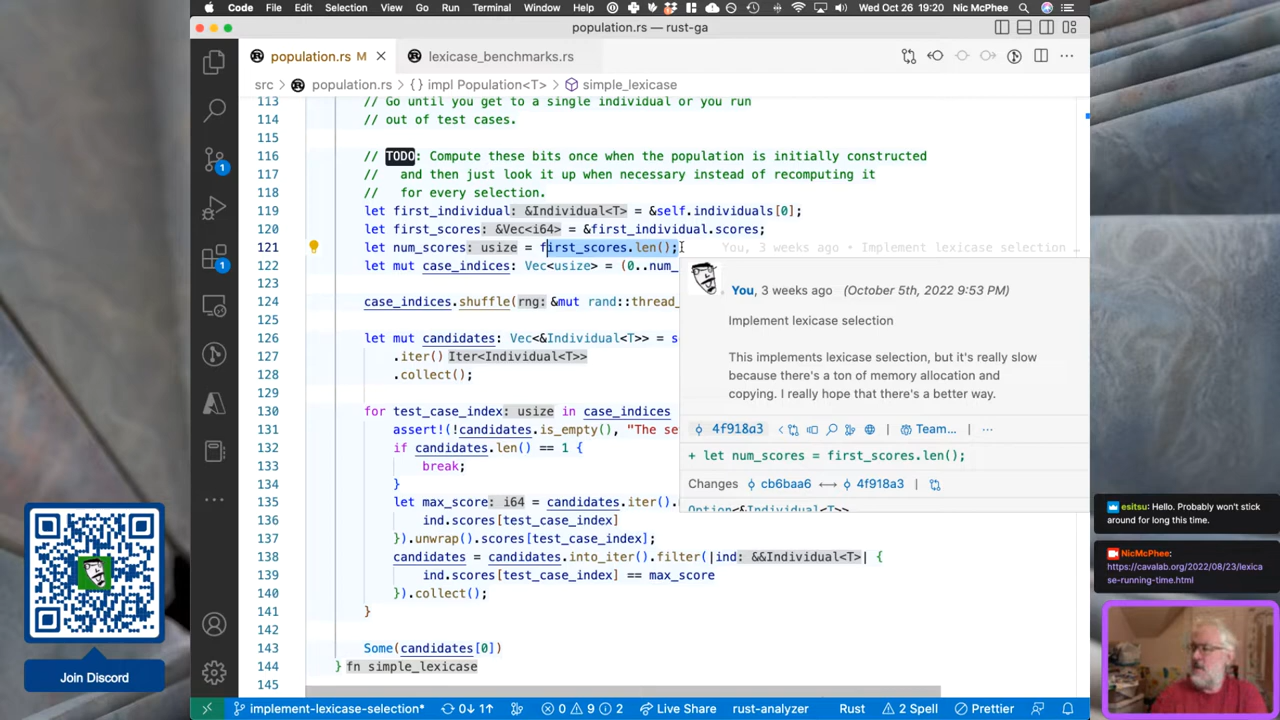 Code File Edit Selection View Go Run Terminal Window Help Wed Oct 26 19:20 Nic McPhee
population.rs — rust-ga
population.rs M lexicase_benchmarks.rs
src > population.rs > {} impl Population<T> > simple_lexicase
113 // Go until you get to a single individual or you run
114 // out of test cases.
115
116 // TODO: Compute these bits once when the population is initially constructed
117 // and then just look it up when necessary instead of recomputing it
118 // for every selection.
119 let first_individual: &Individual<T> = &self.individuals[0];
120 let first_scores: &Vec<i64> = &first_individual.scores;
121 let num_scores: usize = first_scores.len(); You, 3 weeks ago • Implement lexicase selection …
122 let mut case_indices: Vec<usize> = (0..num_
123
124 case_indices.shuffle(rng: &mut rand::thread_
125
126 let mut candidates: Vec<&Individual<T>> = s
127 .iter() Iter<Individual<T>>
128 .collect();
129
130 for test_case_index: usize in case_indices
131 assert!(!candidates.is_empty(), "The se
132 if candidates.len() == 1 {
133 break;
134 }
135 let max_score: i64 = candidates.iter().
136 ind.scores[test_case_index]
137 }).unwrap().scores[test_case_index];
138 candidates = candidates.into_iter().filter(|ind: &&Individual<T>| {
139 ind.scores[test_case_index] == max_score
140 }).collect();
141 }
142
143 Some(candidates[0])
144 } fn simple_lexicase
145
You, 3 weeks ago (October 5th, 2022 9:53 PM)
Implement lexicase selection
This implements lexicase selection, but it's really slow
because there's a ton of memory allocation and
copying. I really hope that there's a better way.
4f918a3 | Team… | ···
+ let num_scores = first_scores.len();
Changes cb6baa6 ⟷ 4f918a3 |
Option<&Individual<T>>
1
1
Join Discord
esitsu: Hello. Probably won't stick
around for long this time.
NicMcPhee:
https://cavalab.org/2022/08/23/lexica
se-running-time.html
implement-lexicase-selection* 0↓ 1↑ 0 9 2 Live Share rust-analyzer Rust 2 Spell Prettier